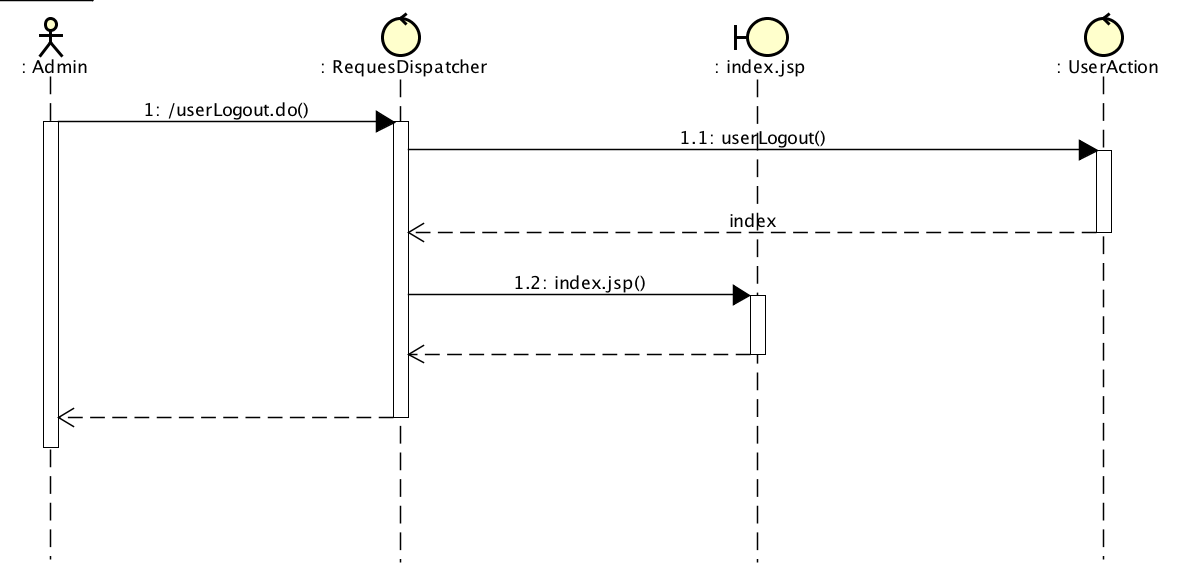 : Admin
: RequesDispatcher
: index.jsp
: UserAction
1: /userLogout.do()
1.1: userLogout()
index
1.2: index.jsp()